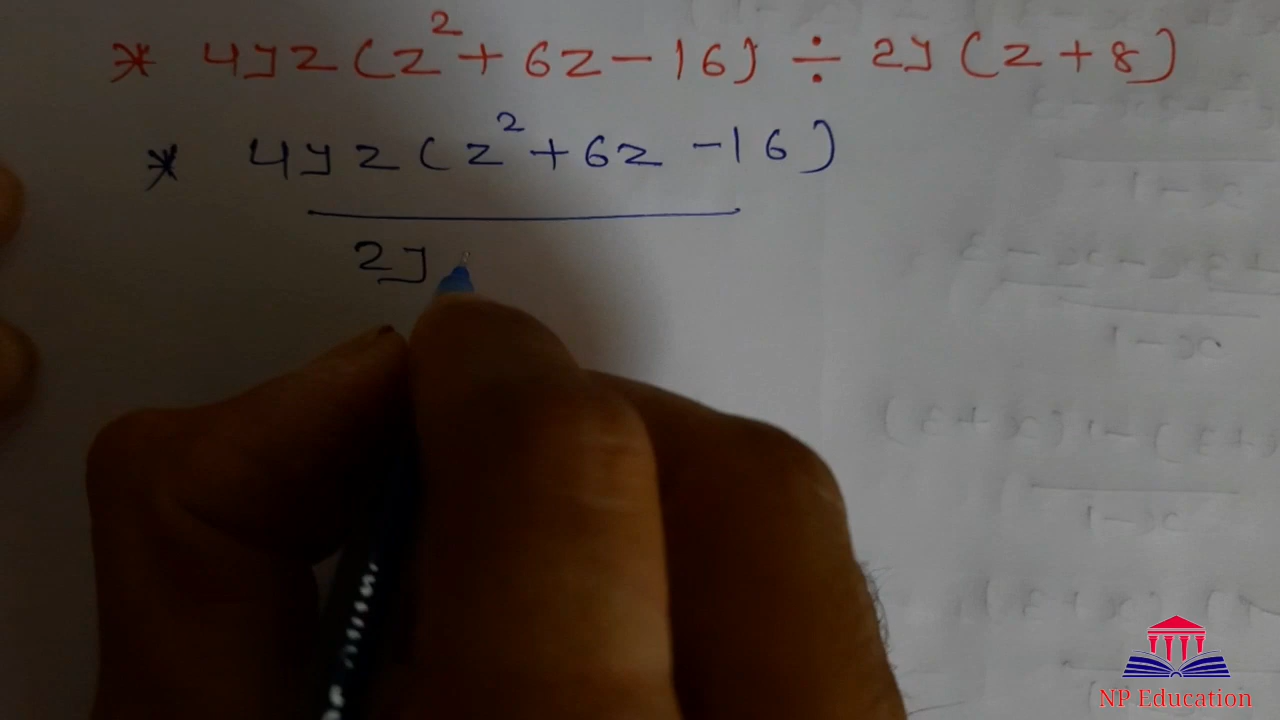 * 4yz(z²+6z-16) ÷ 2y(z+8)
* 4yz(z²+6z-16)
2y
NP Education